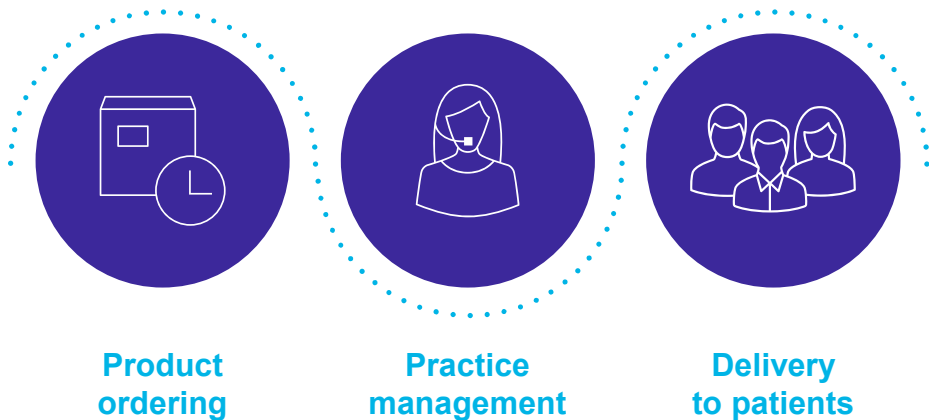 Product
ordering
Practice
management
Delivery
to patients